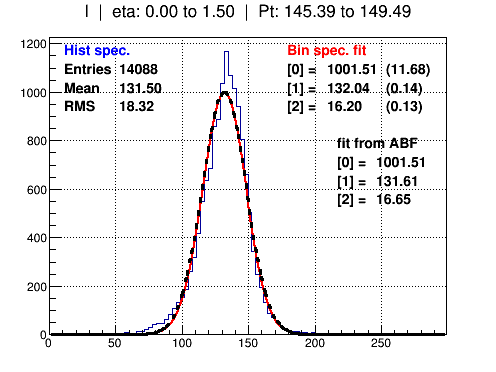 I | eta: 0.00 to 1.50 | Pt: 145.39 to 149.49
Hist spec.
Entries 14088
Mean 131.50
RMS 18.32
Bin spec. fit
[0] = 1001.51 (11.68)
[1] = 132.04 (0.14)
[2] = 16.20 (0.13)
fit from ABF
[0] = 1001.51
[1] = 131.61
[2] = 16.65
1200
1000
800
600
400
200
0
0 50 100 150 200 250